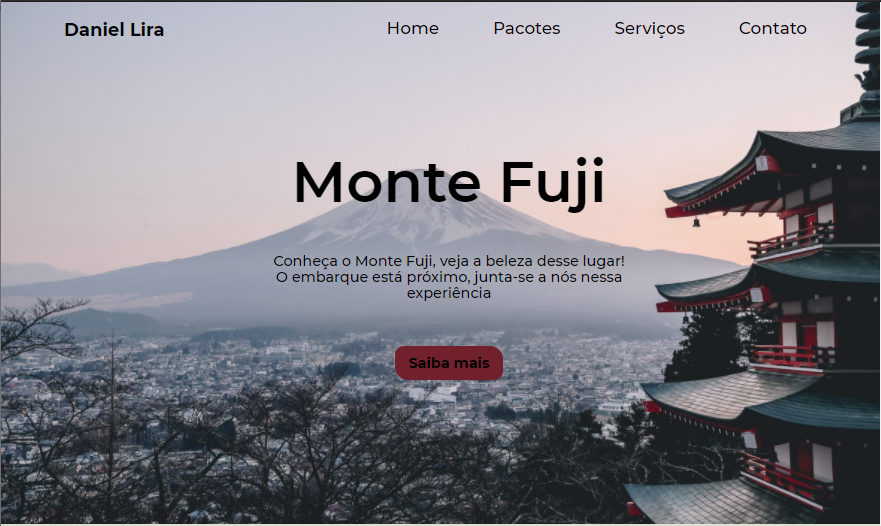 Daniel Lira
Home
Pacotes
Serviços
Contato
Monte Fuji
Conheça o Monte Fuji, veja a beleza desse lugar!
O embarque está próximo, junta-se a nós nessa
experiência
Saiba mais